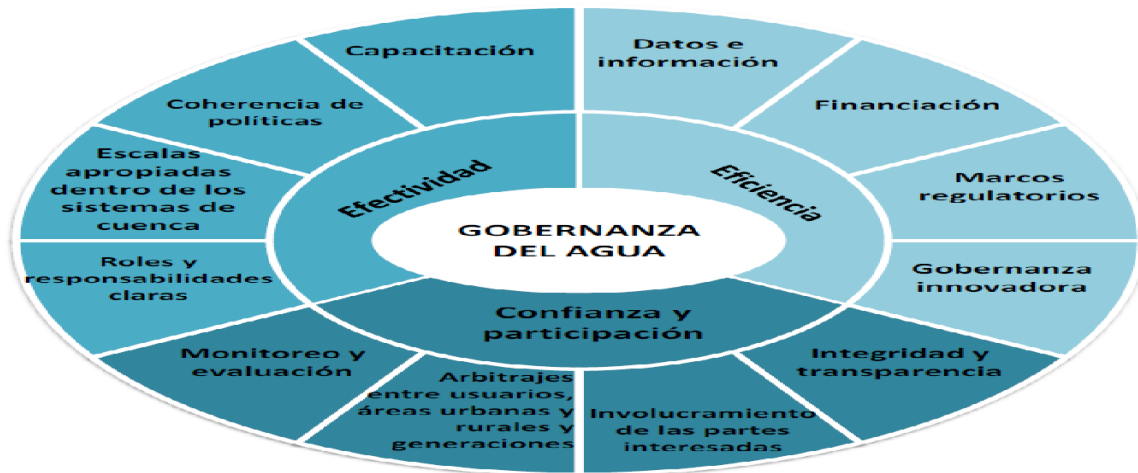 GOBERNANZA
DEL AGUA
Efectividad
Eficiencia
Confianza y
participación
Capacitación
Datos e
información
Financiación
Marcos
regulatorios
Gobernanza
innovadora
Integridad y
transparencia
Involucramiento
de las partes
interesadas
Arbitrajes
entre usuarios,
áreas urbanas y
rurales y
generaciones
Monitoreo y
evaluación
Roles y
responsabilidades
claras
Escalas
apropiadas
dentro de los
sistemas de
cuenca
Coherencia de
políticas